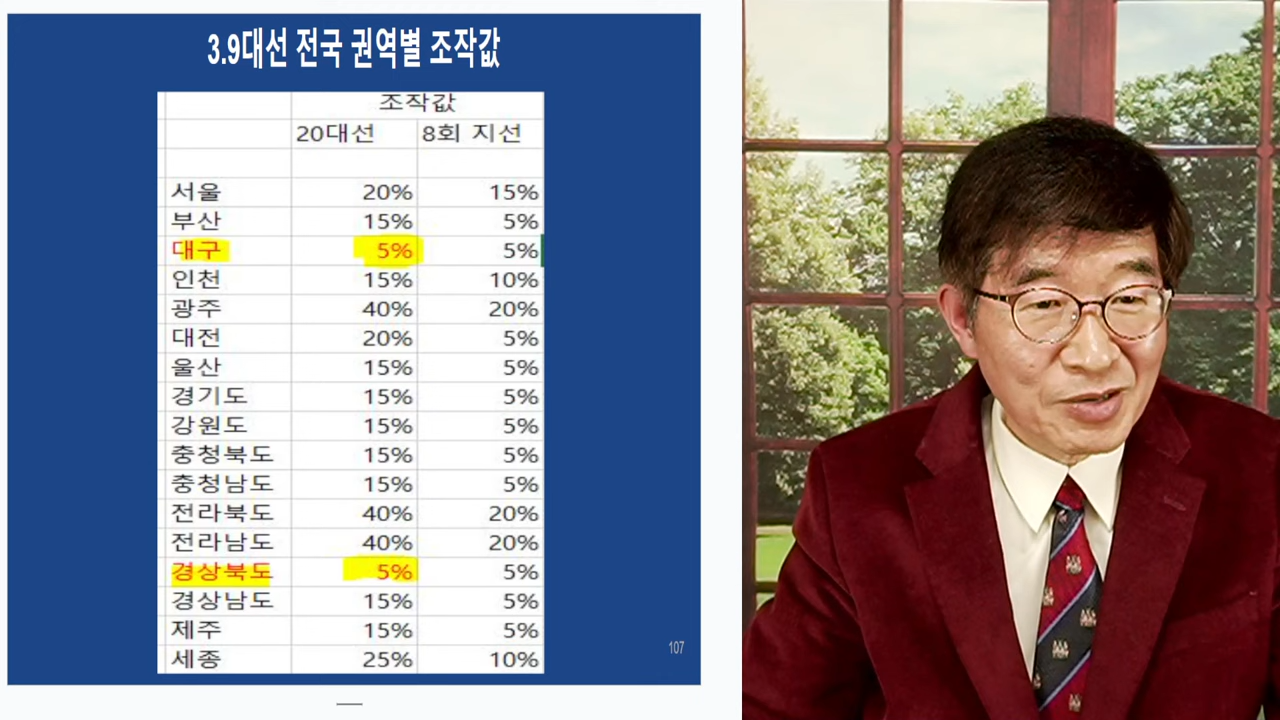 3.9대선 전국 권역별 조작값
조작값
20대선 8회 지선
서울 20% 15%
부산 15% 5%
대구 5% 5%
인천 15% 10%
광주 40% 20%
대전 20% 5%
울산 15% 5%
경기도 15% 5%
강원도 15% 5%
충청북도 15% 5%
충청남도 15% 5%
전라북도 40% 20%
전라남도 40% 20%
경상북도 5% 5%
경상남도 15% 5%
제주 15% 5%
세종 25% 10%
107